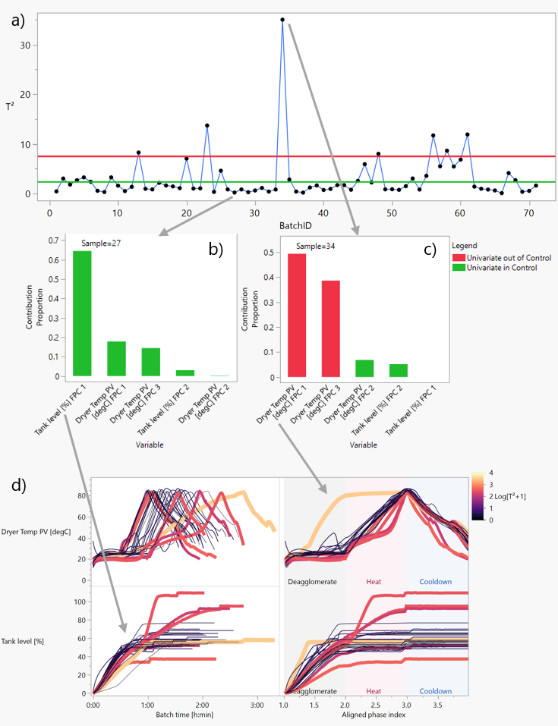 a)
T²
30
20
10
0
0
10
20
30
40
50
60
70
BatchID
b)
c)
Sample=27
Sample=34
Legend
Univariate out of Control
Univariate in Control
Contribution
Proportion
0.7
0.6
0.5
0.4
0.3
0.2
0.1
0
Tank level [%] FPC 1
Dryer Temp PV
[degC] FPC 1
Dryer Temp PV
[degC] FPC 3
Tank level [%] FPC 2
Dryer Temp PV
[degC] FPC 2
Variable
Contribution
Proportion
0.5
0.4
0.3
0.2
0.1
0
Dryer Temp PV
[degC] FPC 1
Dryer Temp PV
[degC] FPC 3
Dryer Temp PV
[degC] FPC 2
Tank level [%] FPC 2
Tank level [%] FPC 1
Variable
d)
Dryer Temp PV [degC]
80
60
40
20
0
Deagglomerate
Heat
Cooldown
4
3
2 Log[T²+1]
1
0
Tank level [%]
100
80
60
40
20
0
Deagglomerate
Heat
Cooldown
0:00
1:00
2:00
3:00
Batch time [h:min]
1.0
1.5
2.0
2.5
3.0
3.5
Aligned phase index